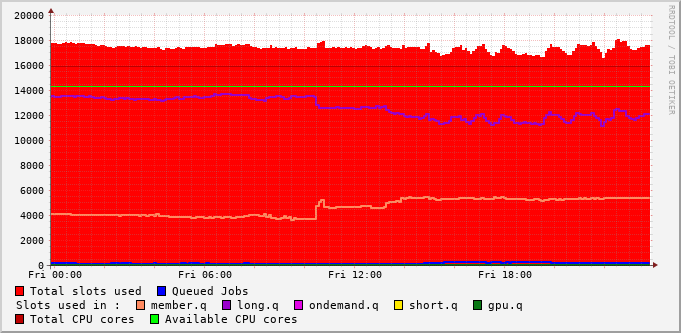 RRDTOOL / TOBI OETIKER
20000
18000
16000
14000
12000
10000
8000
6000
4000
2000
0
Fri 00:00 Fri 06:00 Fri 12:00 Fri 18:00
Total slots used Queued Jobs
Slots used in : member.q long.q ondemand.q short.q gpu.q
Total CPU cores Available CPU cores